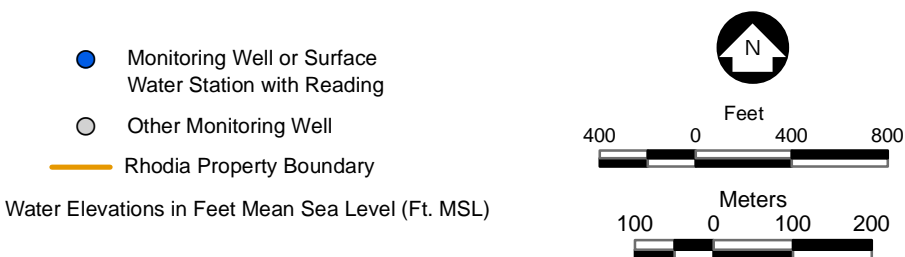 Monitoring Well or Surface
Water Station with Reading
Other Monitoring Well
Rhodia Property Boundary
Water Elevations in Feet Mean Sea Level (Ft. MSL)
N
Feet
400 0 400 800
Meters
100 0 100 200